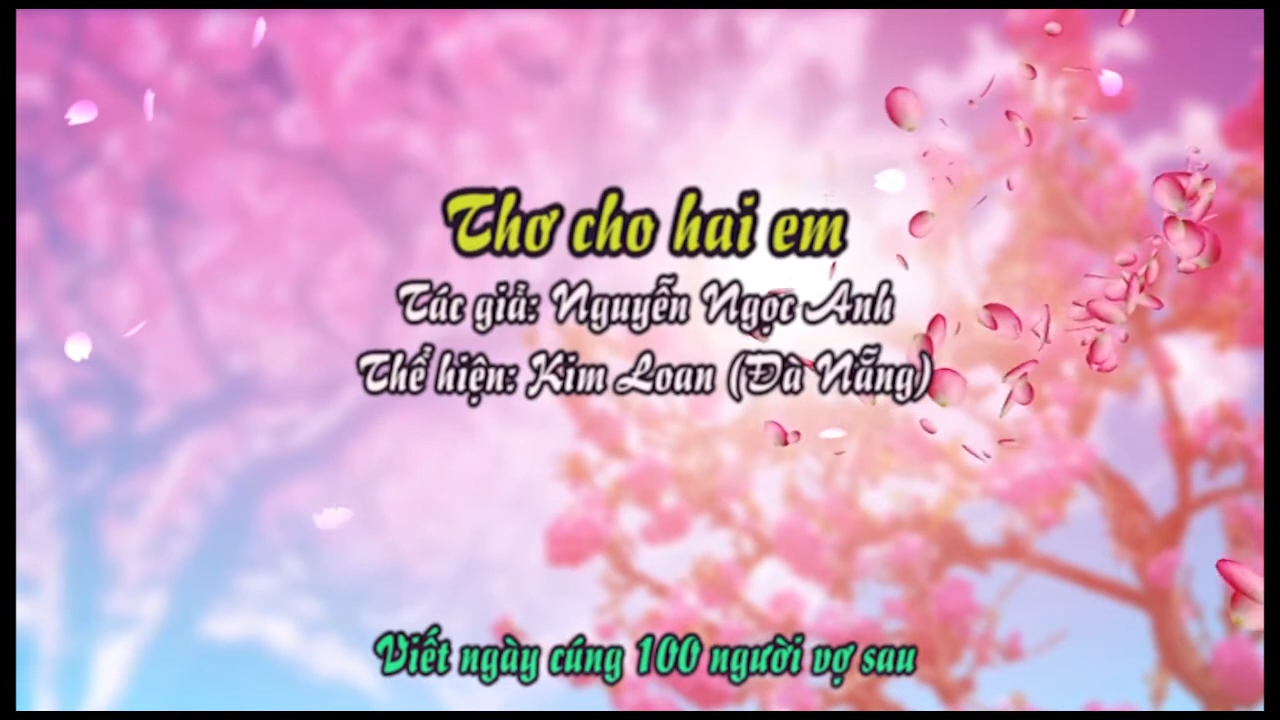 Thơ cho hai em
Tác giả: Nguyễn Ngọc Anh
Thể hiện: Kim Loan (Đà Nẵng)
Viết ngày cúng 100 người vợ sau